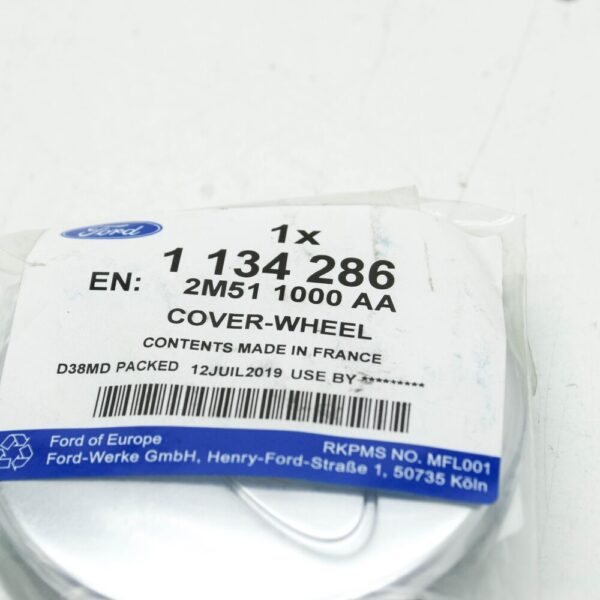 Ford
1x
1 134 286
EN: 2M51 1000 AA
COVER-WHEEL
CONTENTS MADE IN FRANCE
D38MD PACKED 12JUIL2019 USE BY *********
Ford of Europe
RKPMS NO. MFL001
Ford-Werke GmbH, Henry-Ford-Straße 1, 50735 Köln